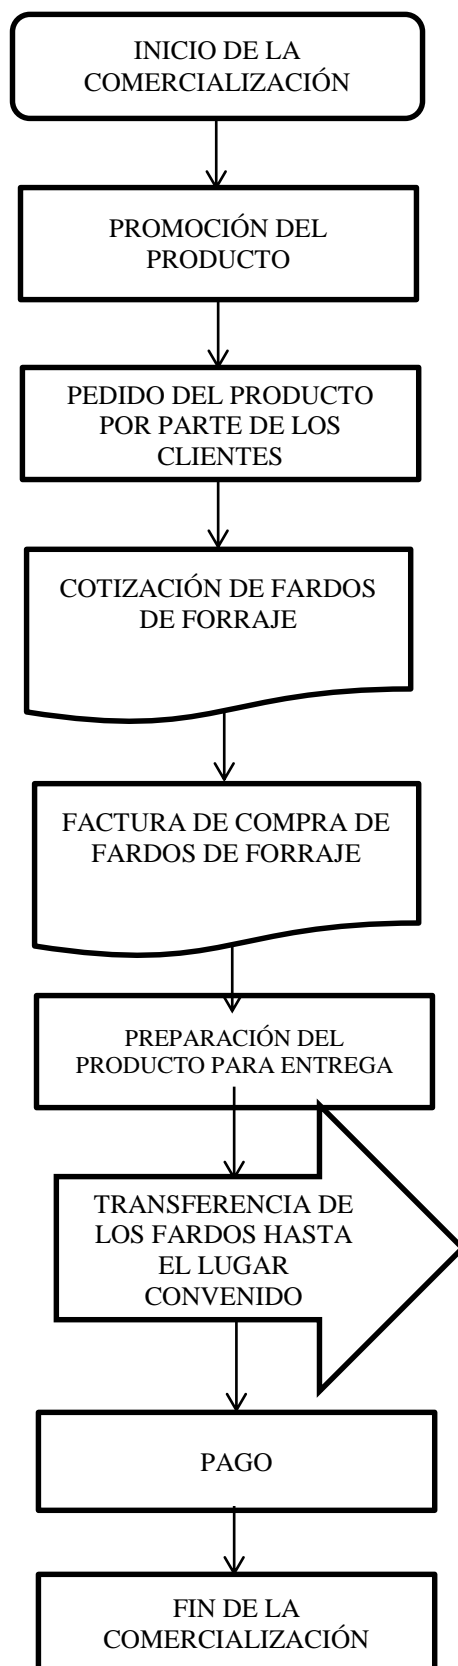 INICIO DE LA
COMERCIALIZACIÓN
PROMOCIÓN DEL
PRODUCTO
PEDIDO DEL PRODUCTO
POR PARTE DE LOS
CLIENTES
COTIZACIÓN DE FARDOS
DE FORRAJE
FACTURA DE COMPRA DE
FARDOS DE FORRAJE
PREPARACIÓN DEL
PRODUCTO PARA ENTREGA
TRANSFERENCIA DE
LOS FARDOS HASTA
EL LUGAR
CONVENIDO
PAGO
FIN DE LA
COMERCIALIZACIÓN